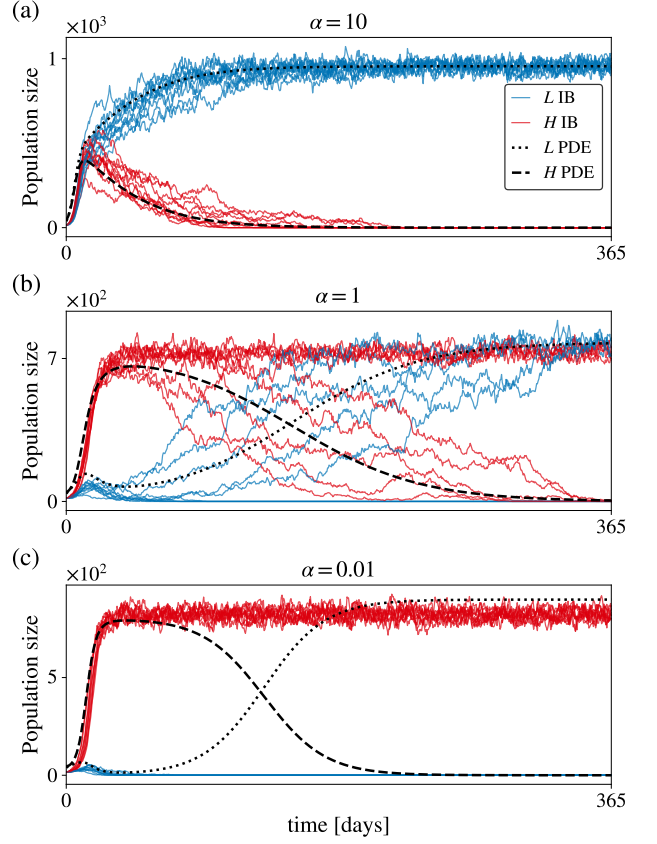 (a)
×10³
α = 10
Population size
1
0
L IB
H IB
L PDE
H PDE
0
365
(b)
×10²
α = 1
Population size
7
0
0
365
(c)
×10²
α = 0.01
Population size
5
0
0
365
time [days]